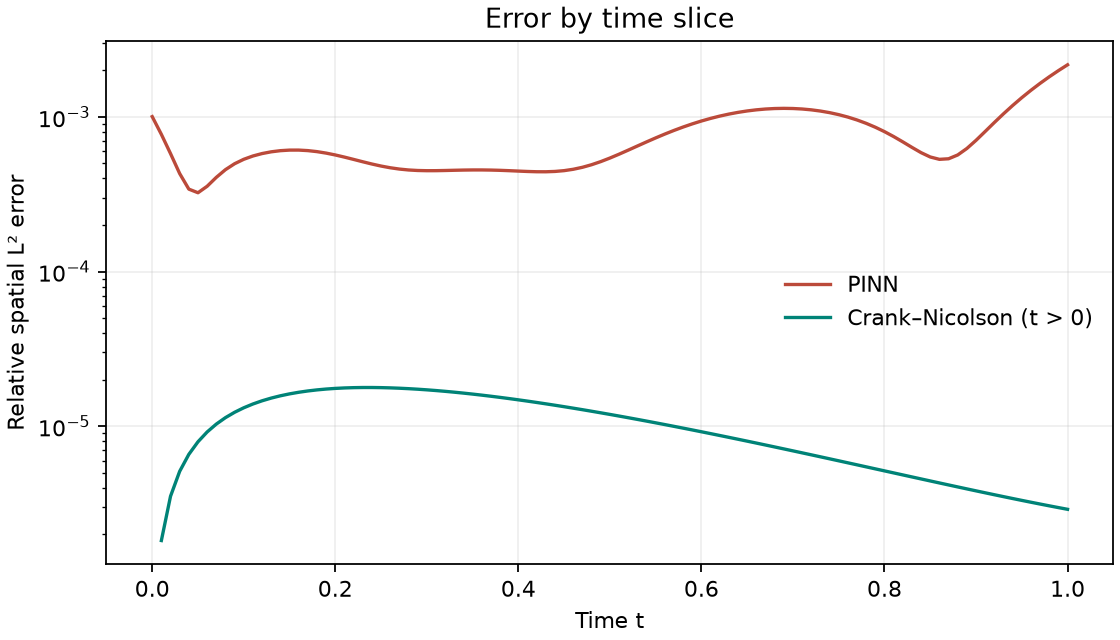 Error by time slice
Relative spatial L² error
10⁻³
10⁻⁴
10⁻⁵
PINN
Crank–Nicolson (t > 0)
0.0 0.2 0.4 0.6 0.8 1.0
Time t